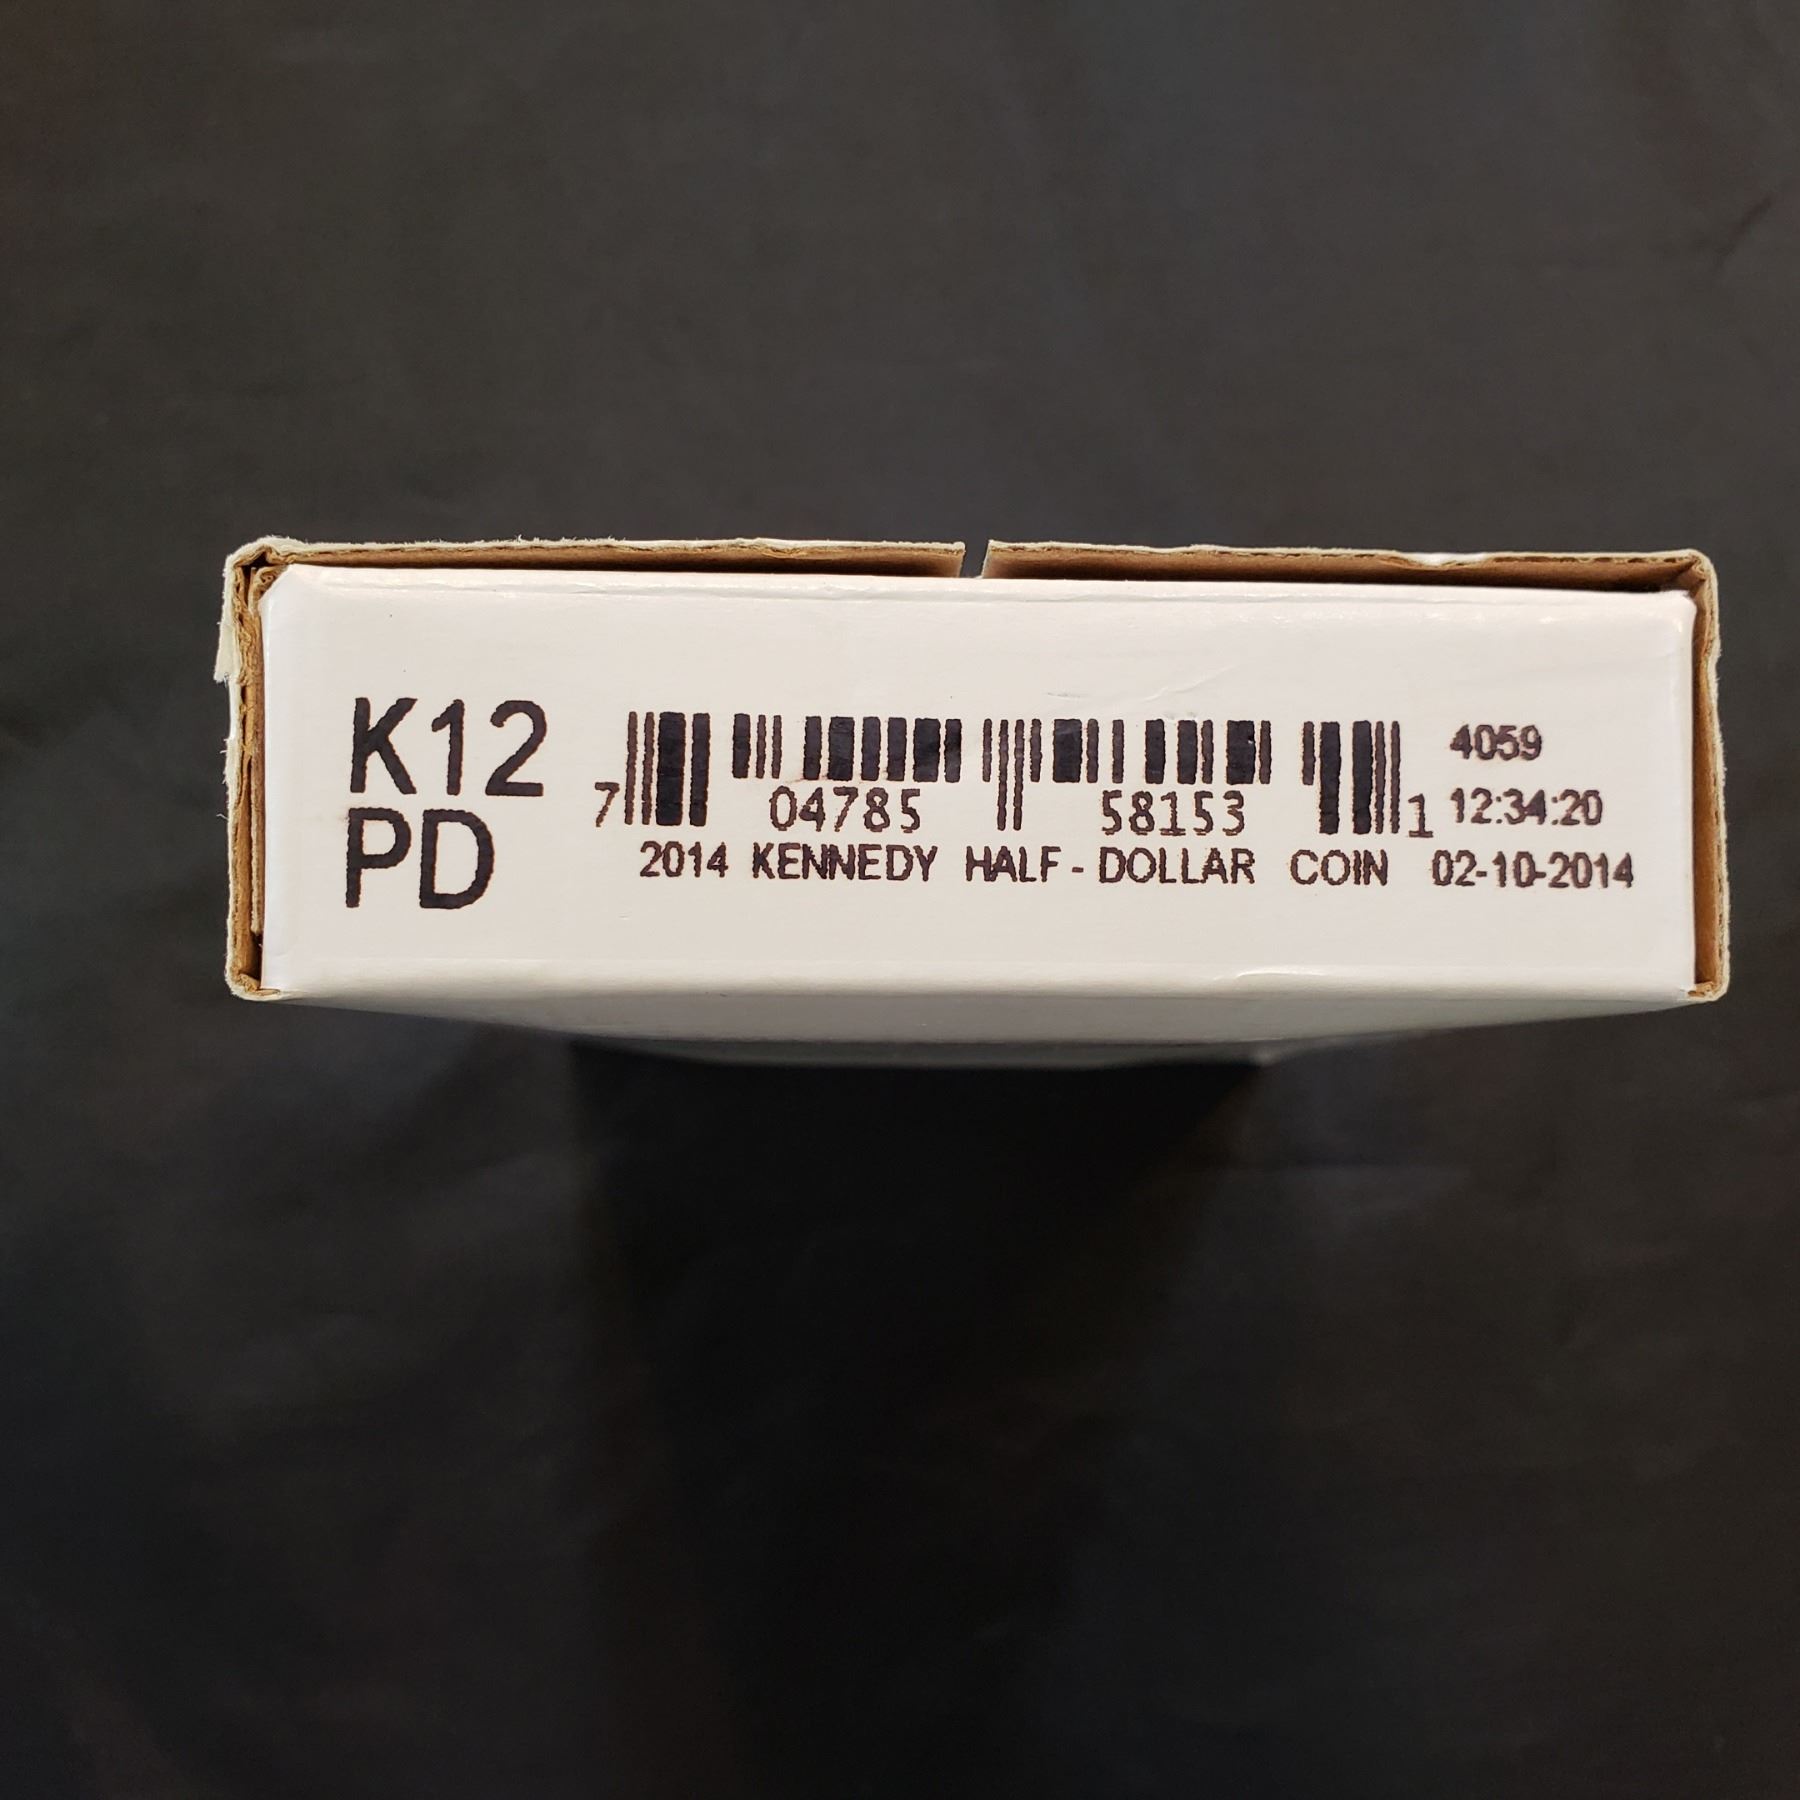 K12
PD
7 04785 58153 1
2014 KENNEDY HALF - DOLLAR COIN
4059
12:34:20
02-10-2014